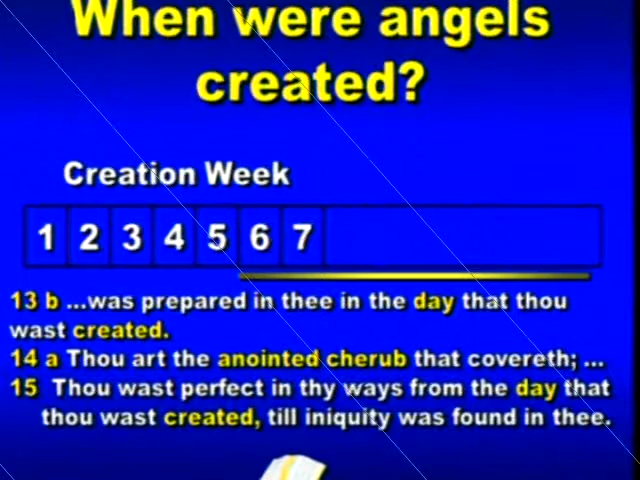 When were angels
created?
Creation Week
1 2 3 4 5 6 7
13 b ...was prepared in thee in the day that thou
wast created.
14 a Thou art the anointed cherub that covereth; ...
15 Thou wast perfect in thy ways from the day that
thou wast created, till iniquity was found in thee.